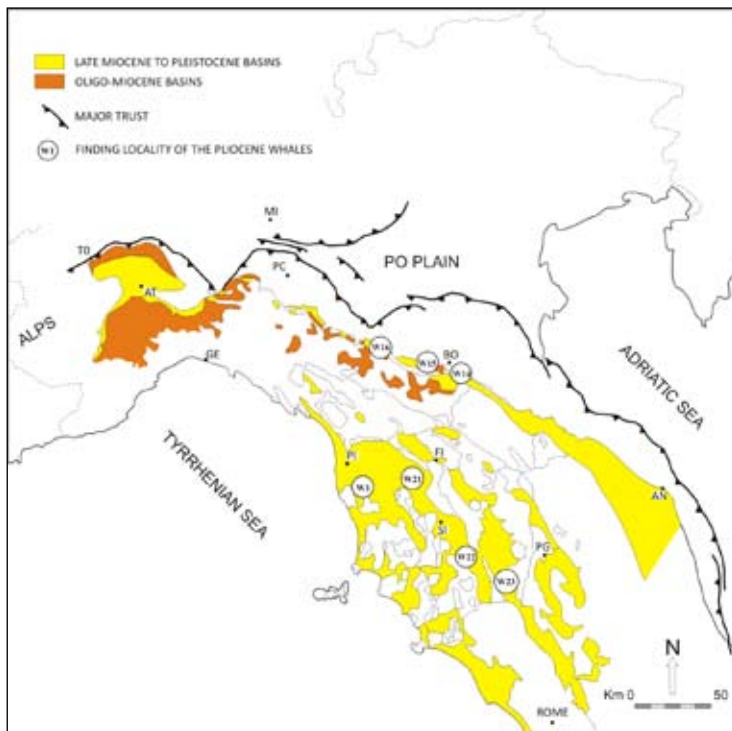 LATE MIOCENE TO PLEISTOCENE BASINS
OLIGO-MIOCENE BASINS
MAJOR TRUST
W1 FINDING LOCALITY OF THE PLIOCENE WHALES
MI
TO
PC
PO PLAIN
AT
ALPS
GE
W16
W15
BO
W14
ADRIATIC SEA
TYRRHENIAN SEA
PI
FI
W1
W21
AN
SI
W22
PG
W23
N
Km 0 50
ROME